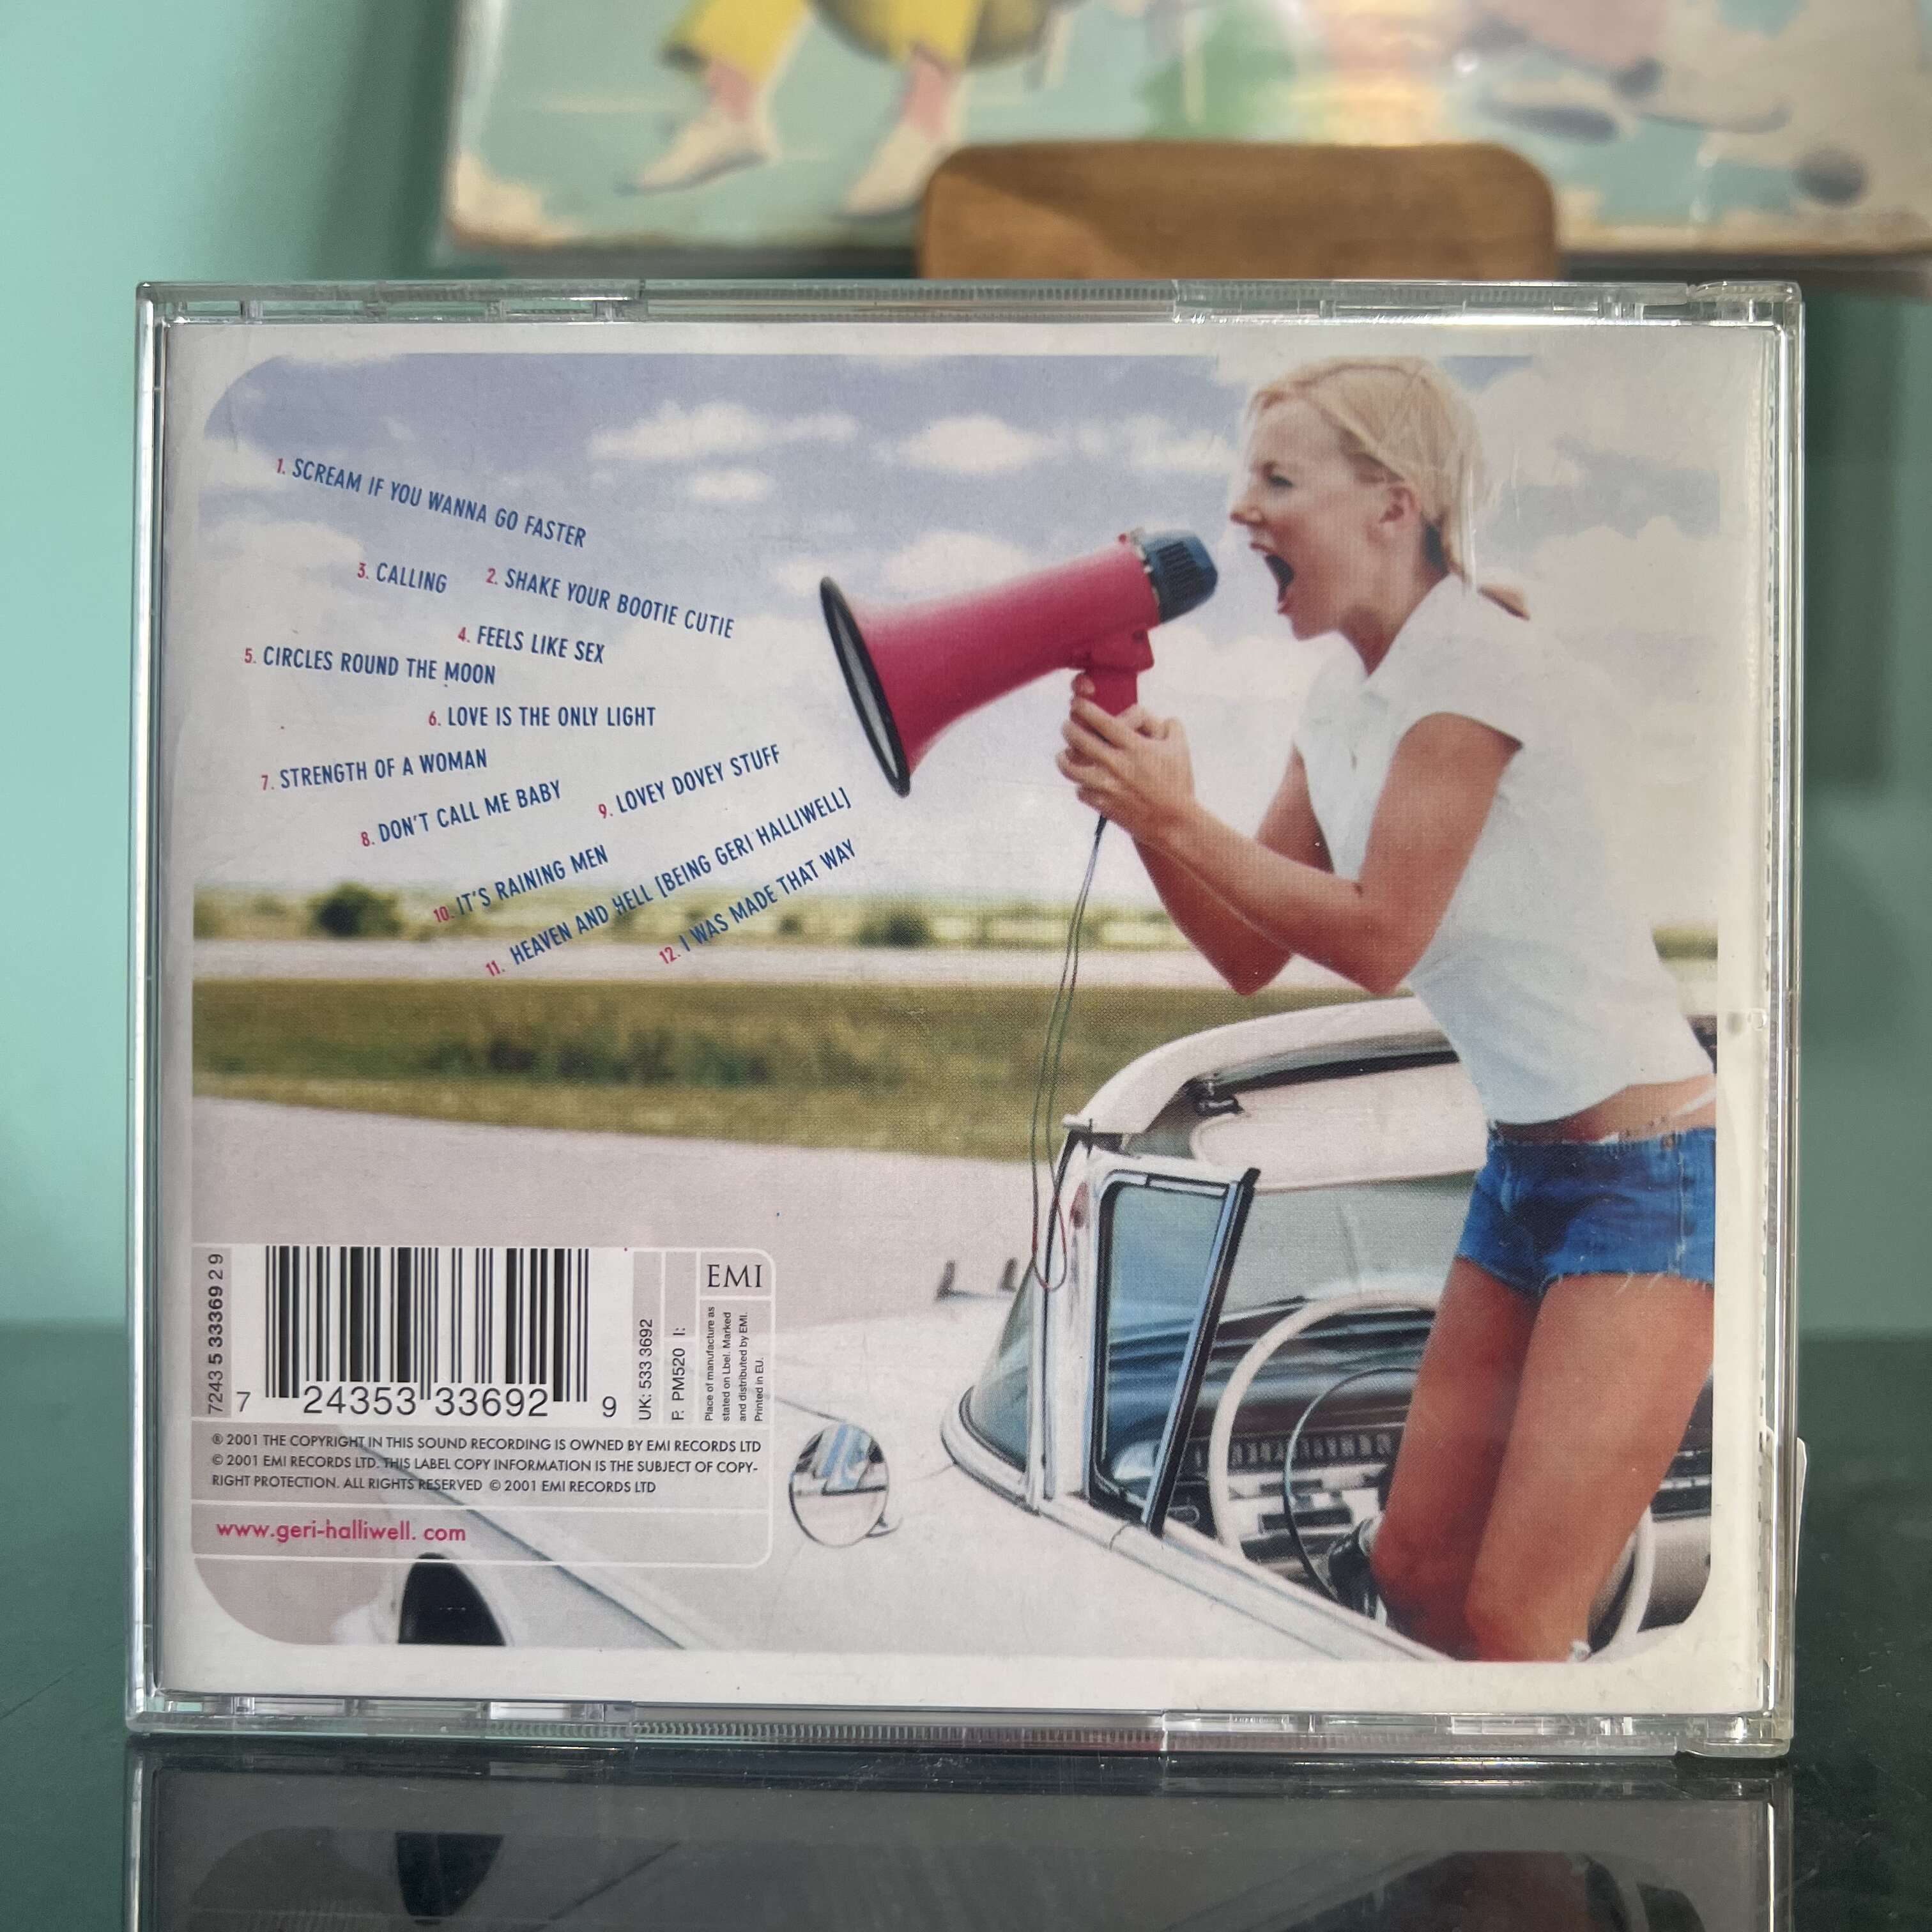 1. SCREAM IF YOU WANNA GO FASTER
3. CALLING
2. SHAKE YOUR BOOTIE CUTIE
4. FEELS LIKE SEX
5. CIRCLES ROUND THE MOON
6. LOVE IS THE ONLY LIGHT
7. STRENGTH OF A WOMAN
8. DON'T CALL ME BABY
9. LOVEY DOVEY STUFF
10. IT'S RAINING MEN
11. HEAVEN AND HELL [BEING GERI HALLIWELL]
12. I WAS MADE THAT WAY
7243 5 33369 2 9
7 24353 33692 9
UK: 533 3692
F. PM520 I:
EMI
Place of manufacture as
stated on Lbel. Marked
and distributed by EMI.
Printed in EU.
℗ 2001 THE COPYRIGHT IN THIS SOUND RECORDING IS OWNED BY EMI RECORDS LTD
© 2001 EMI RECORDS LTD. THIS LABEL COPY INFORMATION IS THE SUBJECT OF COPY-
RIGHT PROTECTION. ALL RIGHTS RESERVED © 2001 EMI RECORDS LTD
www.geri-halliwell. com